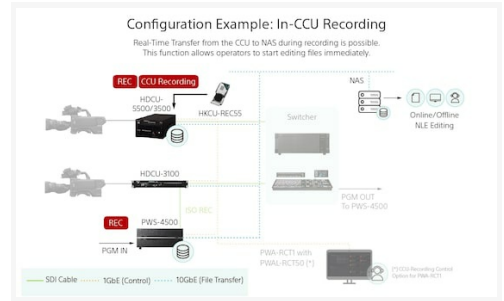 Configuration Example: In-CCU Recording
Real-Time Transfer from the CCU to NAS during recording is possible.
This function allows operators to start editing files immediately.
REC CCU Recording
HDCU-
5500/3500
HKCU-REC55
NAS
Online/Offline
NLE Editing
Switcher
HDCU-3100
ISO REC
REC
PWS-4500
PGM IN
PGM OUT
To PWS-4500
PWA-RCT1 with
PWAL-RCT50 (*)
(*) CCU Recording Control
Option for PWA-RCT1
SDI Cable 1GbE (Control) 10GbE (File Transfer)